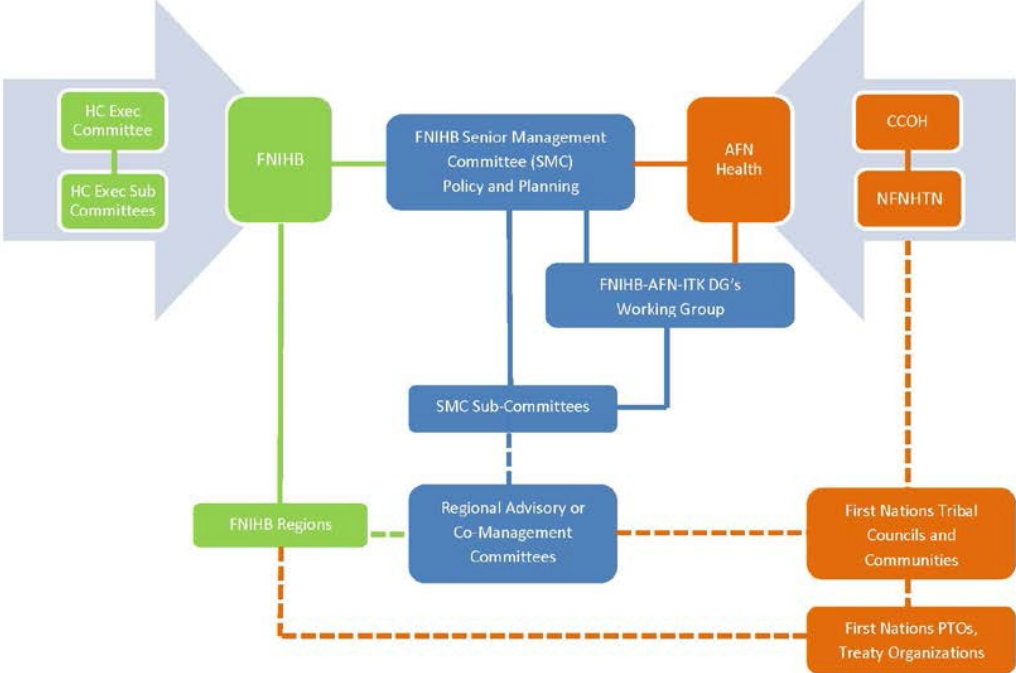 HC Exec
Committee
HC Exec Sub
Committees
FNIHB
FNIHB Senior Management
Committee (SMC)
Policy and Planning
AFN
Health
CCOH
NFNHTN
FNIHB-AFN-ITK DG's
Working Group
SMC Sub-Committees
FNIHB Regions
Regional Advisory or
Co-Management
Committees
First Nations Tribal
Councils and
Communities
First Nations PTOs,
Treaty Organizations